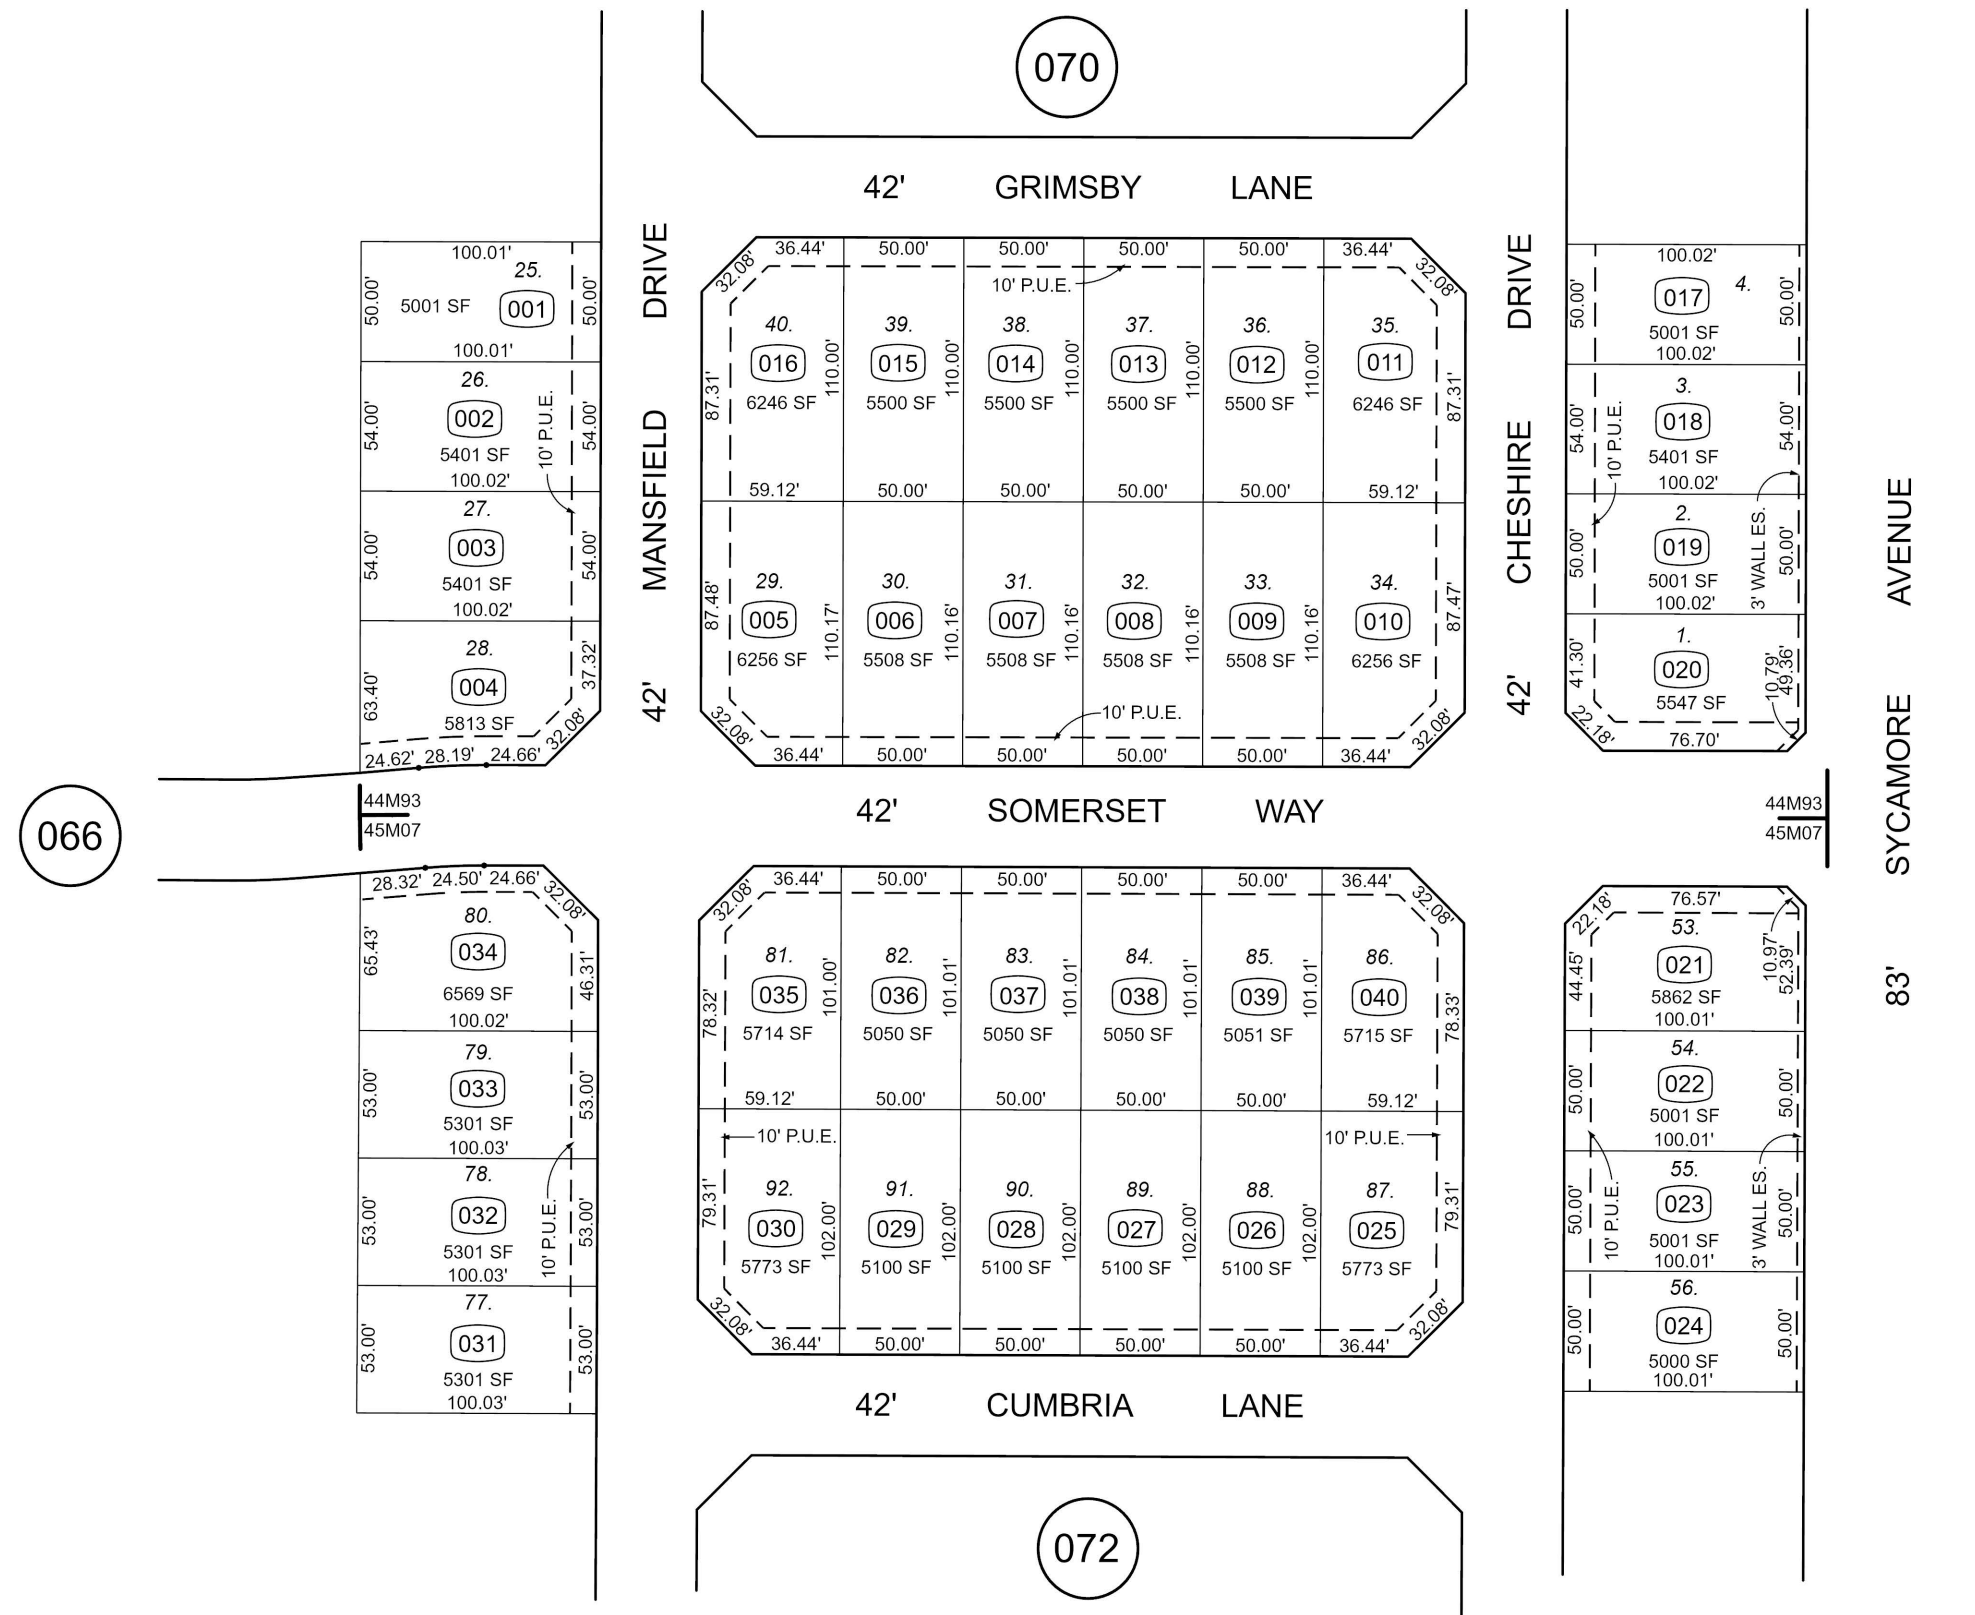 070
42' GRIMSBY LANE
42' MANSFIELD DRIVE
42' CHESHIRE DRIVE
83' SYCAMORE AVENUE
100.01'
25.
50.00'
5001 SF
001
50.00'
100.01'
26.
54.00'
002
54.00'
5401 SF
10' P.U.E.
100.02'
27.
54.00'
003
54.00'
5401 SF
100.02'
28.
63.40'
004
37.32'
5813 SF
32.08'
24.62' 28.19' 24.66'
32.08' 36.44' 50.00' 50.00' 50.00' 50.00' 36.44' 32.08'
10' P.U.E.
40. 39. 38. 37. 36. 35.
016 015 014 013 012 011
87.31' 110.00' 110.00' 110.00' 110.00' 110.00' 87.31'
6246 SF 5500 SF 5500 SF 5500 SF 5500 SF 6246 SF
59.12' 50.00' 50.00' 50.00' 50.00' 59.12'
29. 30. 31. 32. 33. 34.
005 006 007 008 009 010
87.48' 110.17' 110.16' 110.16' 110.16' 110.16' 87.47'
6256 SF 5508 SF 5508 SF 5508 SF 5508 SF 6256 SF
10' P.U.E.
32.08' 36.44' 50.00' 50.00' 50.00' 50.00' 36.44' 32.08'
100.02'
4.
50.00'
017
50.00'
5001 SF
100.02'
3.
54.00'
018
54.00'
10' P.U.E.
5401 SF
100.02'
2.
50.00'
019
3' WALL ES.
50.00'
5001 SF
100.02'
1.
41.30'
020
10.79'
49.36'
5547 SF
22.18'
76.70'
066
44M93
45M07
42' SOMERSET WAY
44M93
45M07
28.32' 24.50' 24.66' 32.08'
80.
65.43'
034
46.31'
6569 SF
100.02'
79.
53.00'
033
53.00'
5301 SF
100.03'
78.
53.00'
032
53.00'
10' P.U.E.
5301 SF
100.03'
77.
53.00'
031
53.00'
5301 SF
100.03'
32.08' 36.44' 50.00' 50.00' 50.00' 50.00' 36.44' 32.08'
81. 82. 83. 84. 85. 86.
035 036 037 038 039 040
78.32' 101.00' 101.01' 101.01' 101.01' 101.01' 78.33'
5714 SF 5050 SF 5050 SF 5050 SF 5051 SF 5715 SF
59.12' 50.00' 50.00' 50.00' 50.00' 59.12'
10' P.U.E. 10' P.U.E.
92. 91. 90. 89. 88. 87.
030 029 028 027 026 025
79.31' 102.00' 102.00' 102.00' 102.00' 102.00' 79.31'
5773 SF 5100 SF 5100 SF 5100 SF 5100 SF 5773 SF
32.08' 36.44' 50.00' 50.00' 50.00' 50.00' 36.44' 32.08'
22.18'
76.57'
53.
44.45'
021
10.97'
52.39'
5862 SF
100.01'
54.
50.00'
022
50.00'
5001 SF
100.01'
55.
50.00'
10' P.U.E.
023
3' WALL ES.
50.00'
5001 SF
100.01'
56.
50.00'
024
50.00'
5000 SF
100.01'
42' CUMBRIA LANE
072